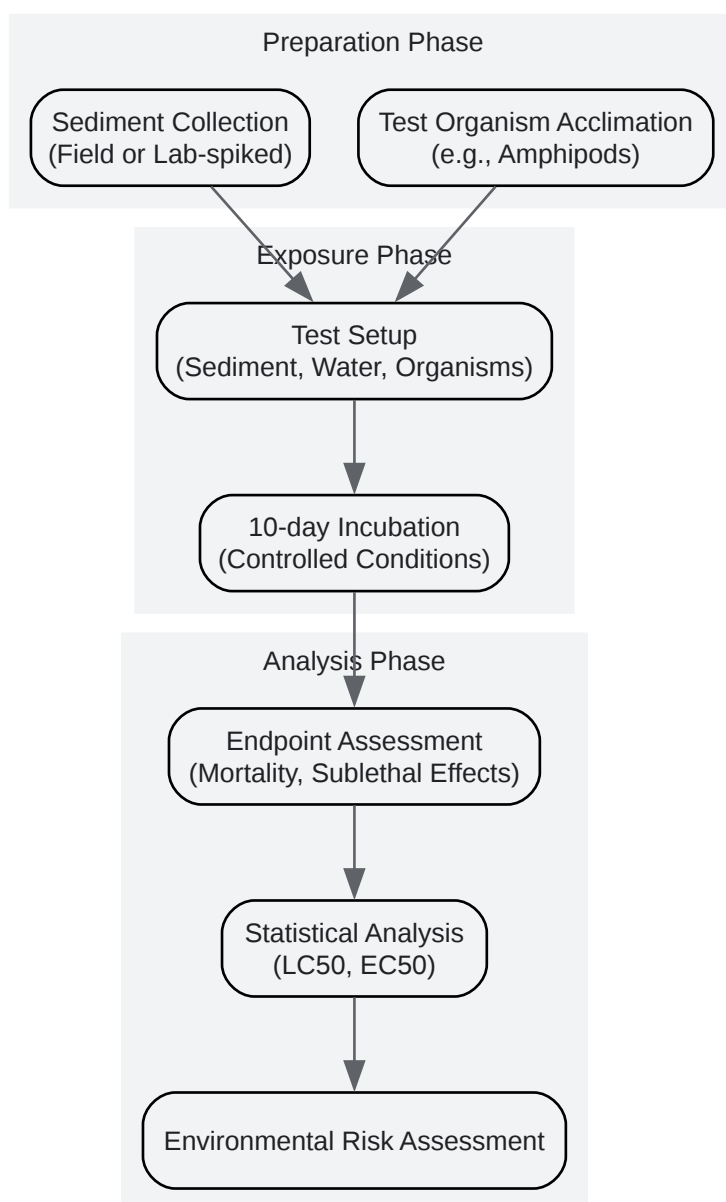 Preparation Phase
Sediment Collection
(Field or Lab-spiked)
Test Organism Acclimation
(e.g., Amphipods)
Exposure Phase
Test Setup
(Sediment, Water, Organisms)
10-day Incubation
(Controlled Conditions)
Analysis Phase
Endpoint Assessment
(Mortality, Sublethal Effects)
Statistical Analysis
(LC50, EC50)
Environmental Risk Assessment